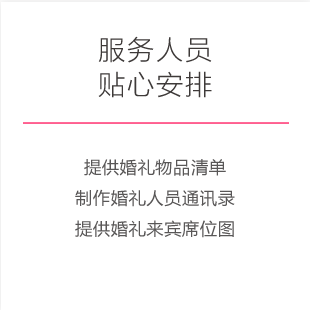 服务人员
贴心安排
提供婚礼物品清单
制作婚礼人员通讯录
提供婚礼来宾席位图